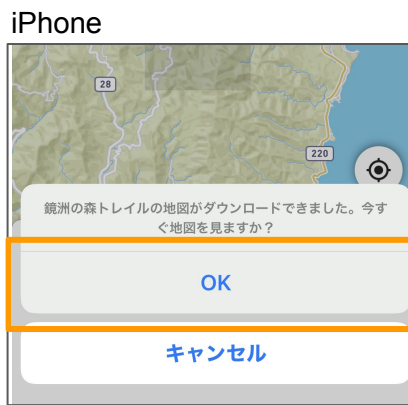 iPhone
28
220
鏡洲の森トレイルの地図がダウンロードできました。今す
ぐ地図を見ますか？
OK
キャンセル